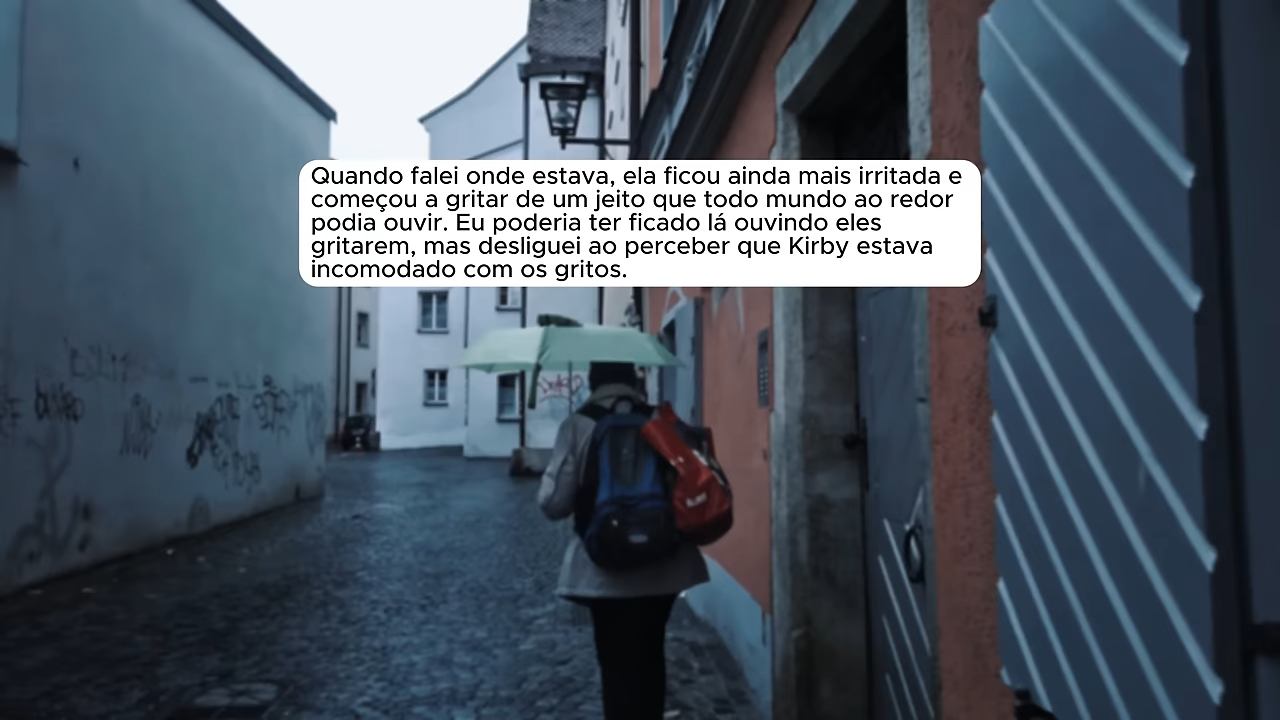 Quando falei onde estava, ela ficou ainda mais irritada e
começou a gritar de um jeito que todo mundo ao redor
podia ouvir. Eu poderia ter ficado lá ouvindo eles
gritarem, mas desliguei ao perceber que Kirby estava
incomodado com os gritos.